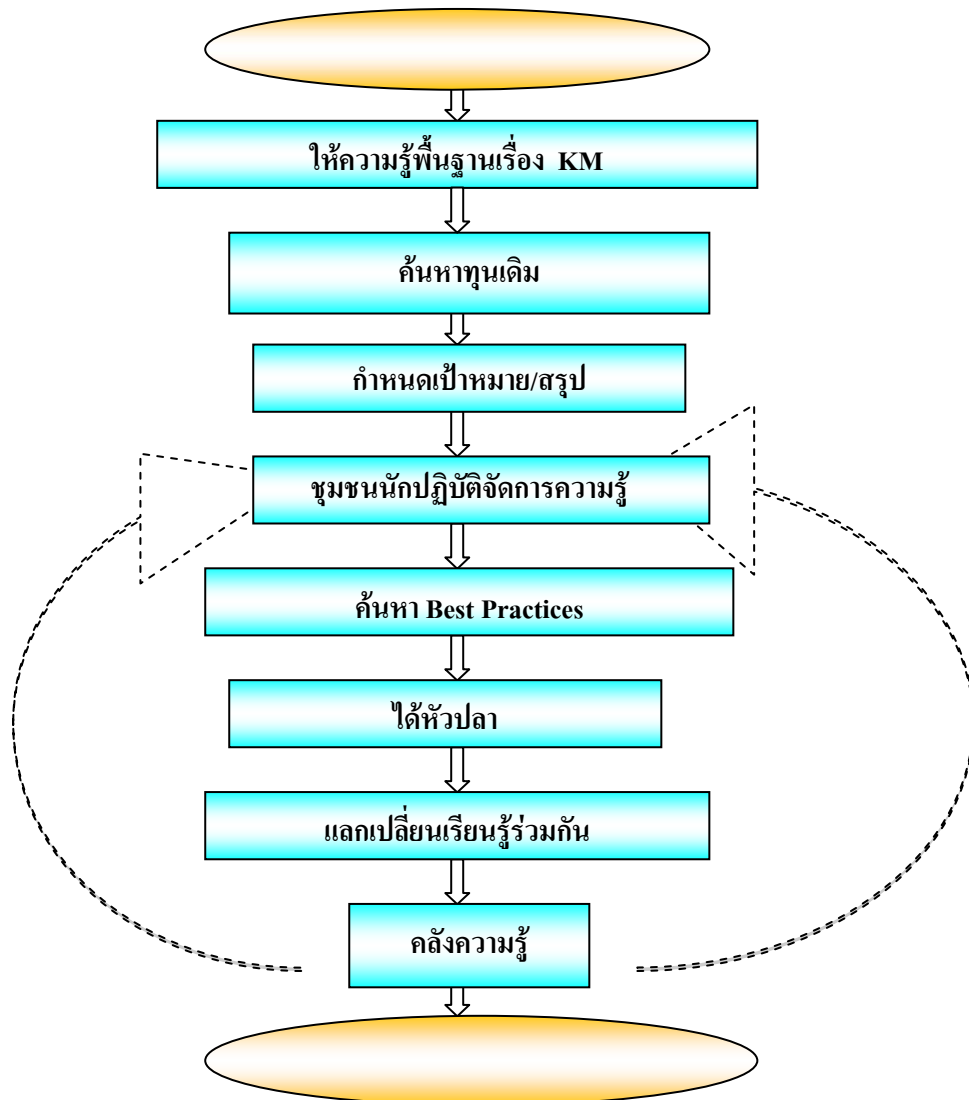 ให้ความรู้พื้นฐานเรื่อง KM
ค้นหาทุนเดิม
กำหนดเป้าหมาย/สรุป
ชุมชนนักปฏิบัติจัดการความรู้
ค้นหา Best Practices
ได้หัวปลา
แลกเปลี่ยนเรียนรู้ร่วมกัน
คลังความรู้